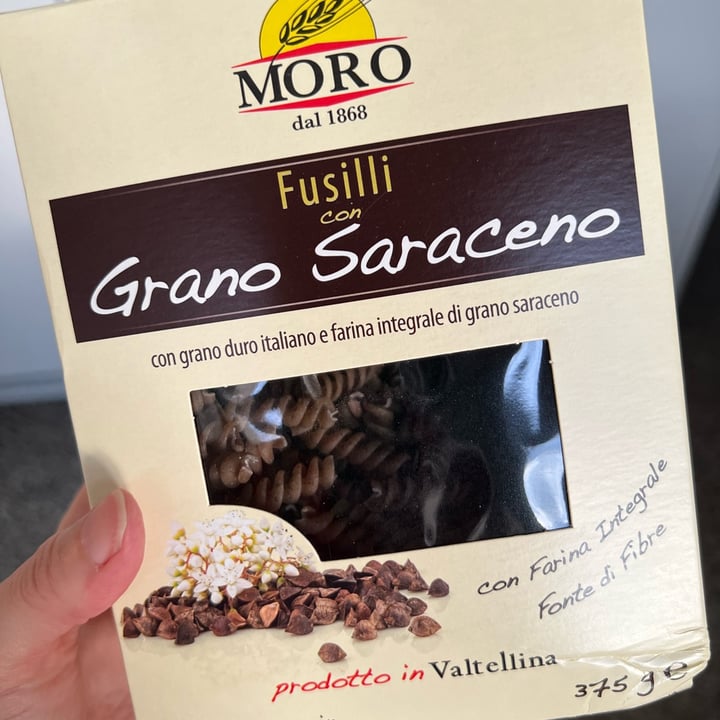 MORO
dal 1868
Fusilli
con
Grano Saraceno
con grano duro italiano e farina integrale di grano saraceno
con Farina Integrale
Fonte di Fibre
prodotto in Valtellina
375 g e